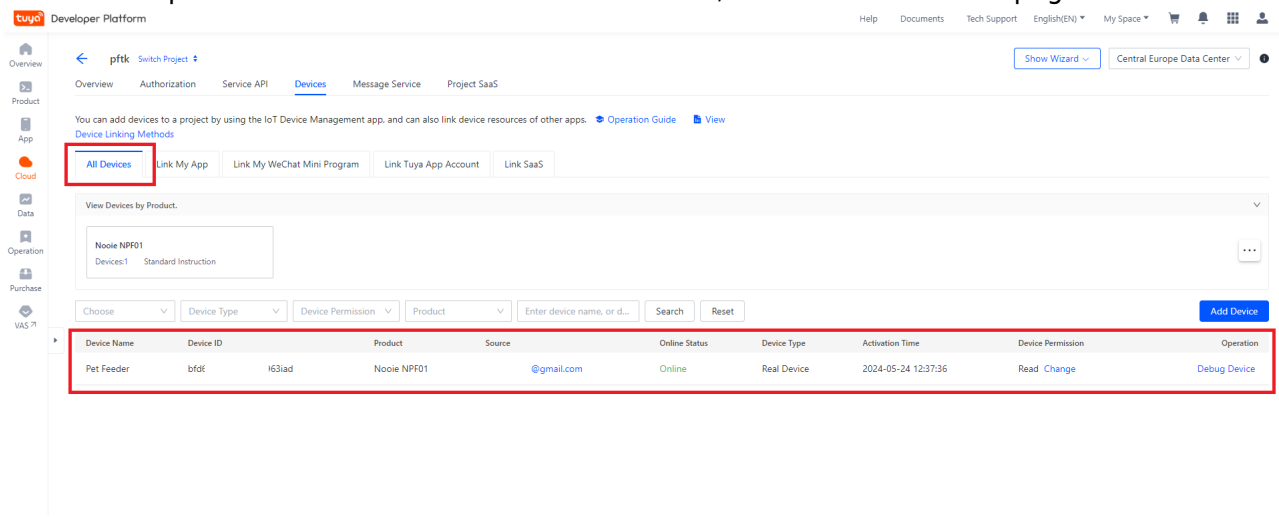 tuya Developer Platform Help Documents Tech Support English(EN) My Space
Overview
Product
App
Cloud
Data
Operation
Purchase
VAS
pftk Switch Project Show Wizard Central Europe Data Center
Overview Authorization Service API Devices Message Service Project SaaS
You can add devices to a project by using the IoT Device Management app, and can also link device resources of other apps. Operation Guide View
Device Linking Methods
All Devices Link My App Link My WeChat Mini Program Link Tuya App Account Link SaaS
View Devices by Product.
Nooie NPF01
Devices:1 Standard Instruction
...
Choose Device Type Device Permission Product Enter device name, or d... Search Reset Add Device
Device Name Device ID Product Source Online Status Device Type Activation Time Device Permission Operation
Pet Feeder Nooie NPF01 @gmail.com Online Real Device 2024-05-24 12:37:36 Read Change Debug Device